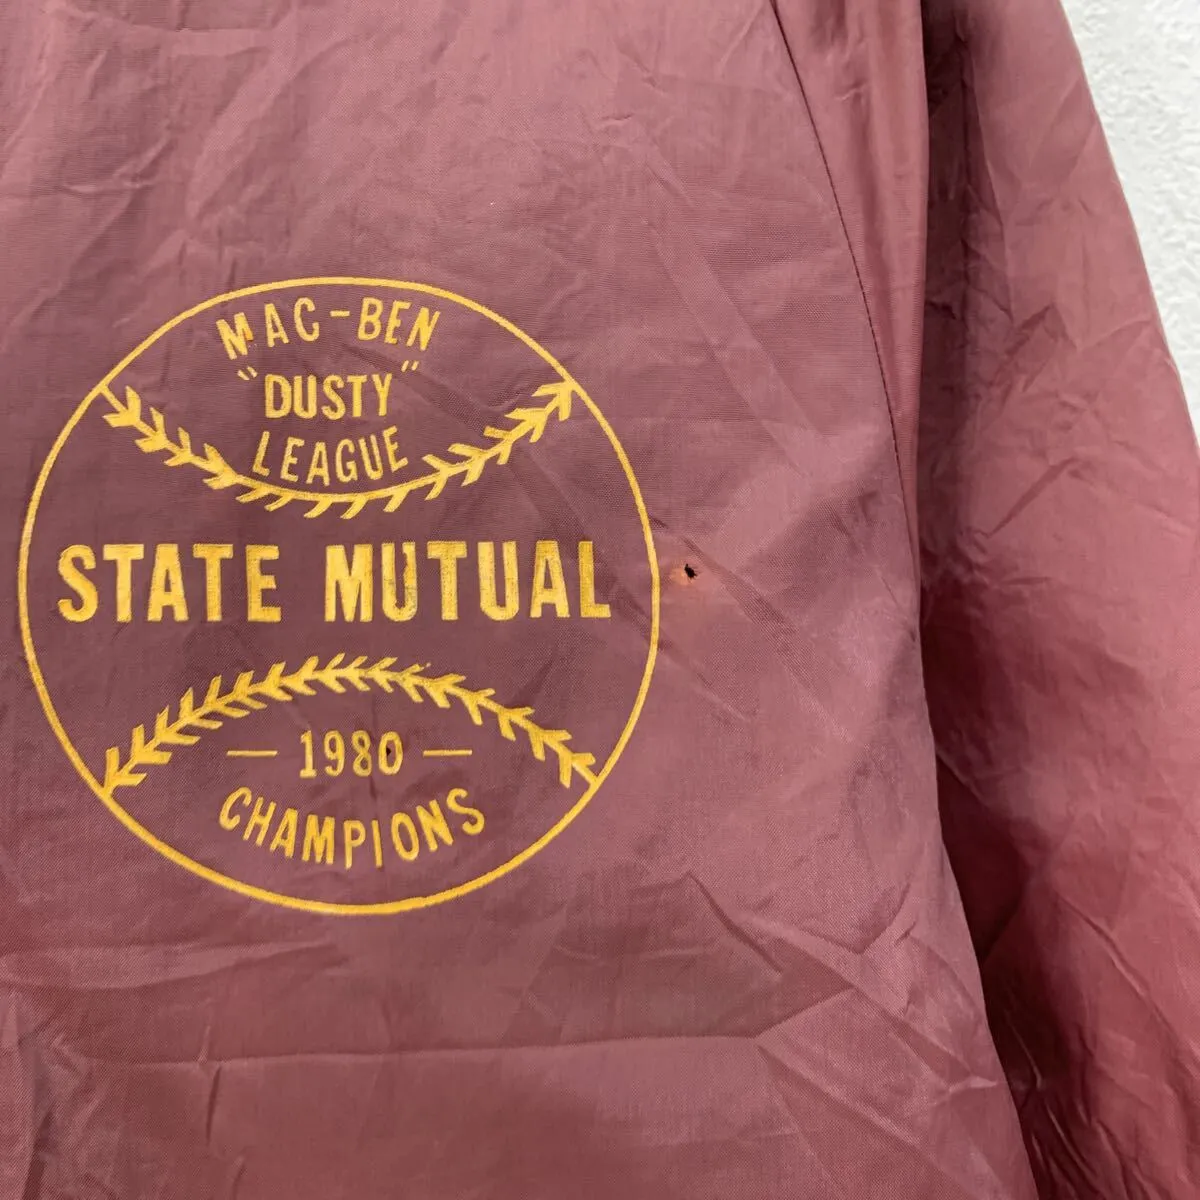 MAC-BEN
"DUSTY"
LEAGUE
STATE MUTUAL
— 1980 —
CHAMPIONS